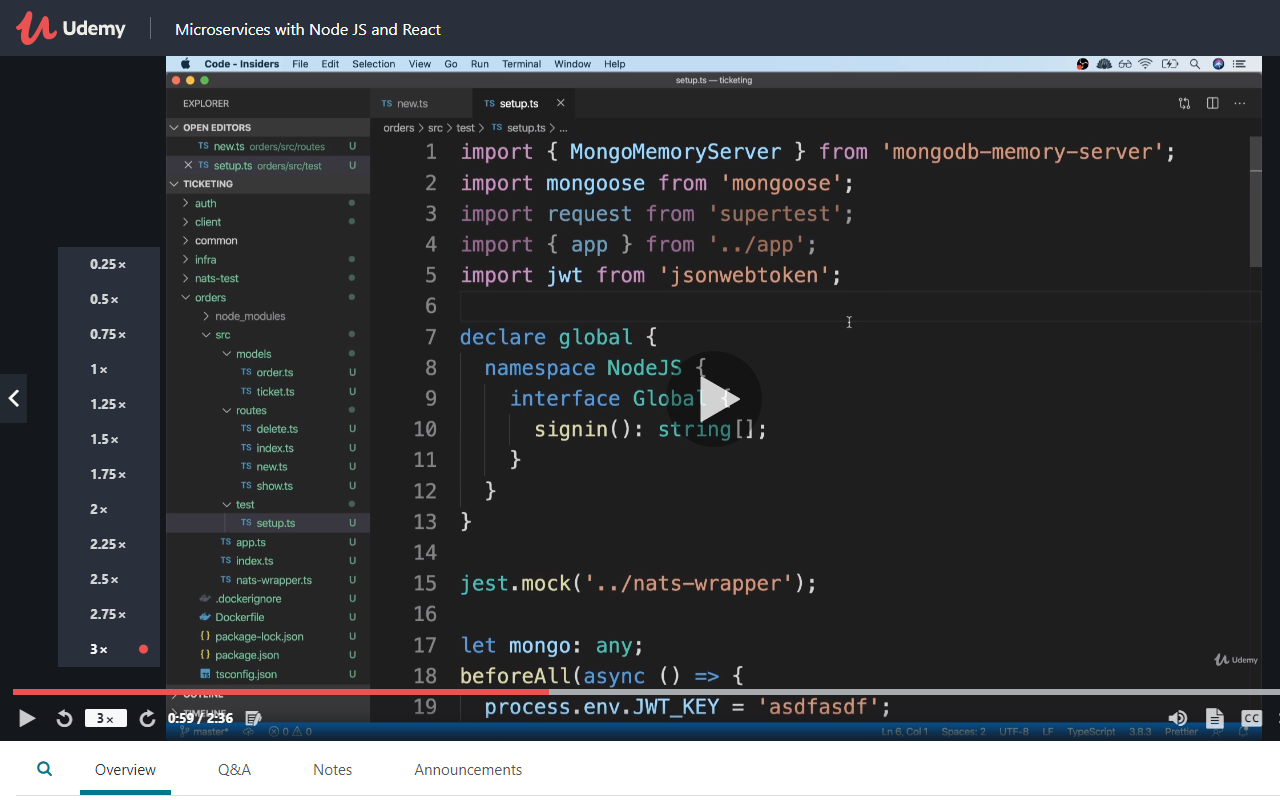 Udemy
Microservices with Node JS and React
Code - Insiders File Edit Selection View Go Run Terminal Window Help
setup.ts — ticketing
EXPLORER
TS new.ts
TS setup.ts ×
OPEN EDITORS
TS new.ts orders/src/routes U
× TS setup.ts orders/src/test U
TICKETING
auth
client
common
infra
nats-test
orders
node_modules
src
models
TS order.ts U
TS ticket.ts U
routes
TS delete.ts U
TS index.ts U
TS new.ts U
TS show.ts U
test
TS setup.ts U
TS app.ts U
TS index.ts U
TS nats-wrapper.ts U
.dockerignore U
Dockerfile U
{} package-lock.json U
{} package.json U
tsconfig.json U
OUTLINE
TIMELINE
orders > src > test > TS setup.ts > ...
1 import { MongoMemoryServer } from 'mongodb-memory-server';
2 import mongoose from 'mongoose';
3 import request from 'supertest';
4 import { app } from '../app';
5 import jwt from 'jsonwebtoken';
6
7 declare global {
8 namespace NodeJS {
9 interface Global {
10 signin(): string[];
11 }
12 }
13 }
14
15 jest.mock('../nats-wrapper');
16
17 let mongo: any;
18 beforeAll(async () => {
19 process.env.JWT_KEY = 'asdfasdf';
Udemy
0.25×
0.5×
0.75×
1×
1.25×
1.5×
1.75×
2×
2.25×
2.5×
2.75×
3×
3×
0:59 / 2:36
CC
master* 0 0
Ln 6, Col 1 Spaces: 2 UTF-8 LF TypeScript 3.8.3 Prettier
Overview
Q&A
Notes
Announcements